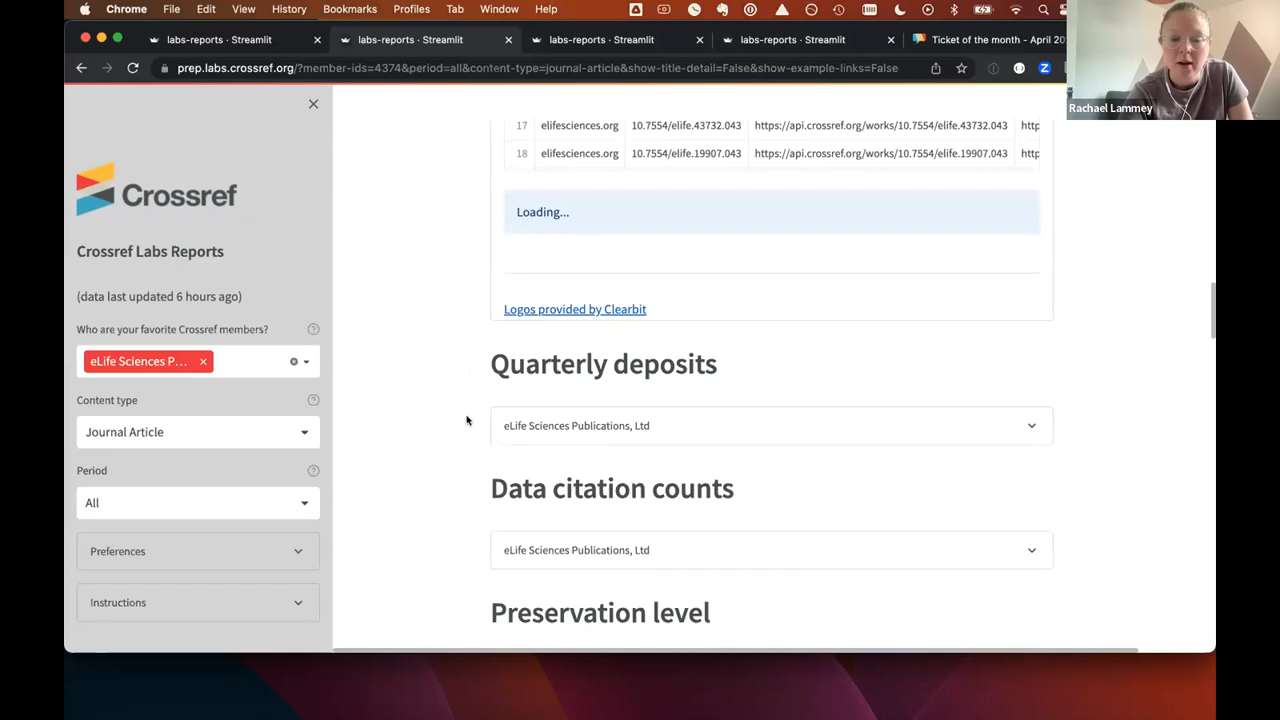 Chrome File Edit View History Bookmarks Profiles Tab Window Help
labs-reports · Streamlit
labs-reports · Streamlit
labs-reports · Streamlit
labs-reports · Streamlit
Ticket of the month - April 20
prep.labs.crossref.org/?member-ids=4374&period=all&content-type=journal-article&show-title-detail=False&show-example-links=False
Rachael Lammey
Crossref
Crossref Labs Reports
(data last updated 6 hours ago)
Who are your favorite Crossref members?
eLife Sciences P...
Content type
Journal Article
Period
All
Preferences
Instructions
17 elifesciences.org 10.7554/elife.43732.043 https://api.crossref.org/works/10.7554/elife.43732.043 http
18 elifesciences.org 10.7554/elife.19907.043 https://api.crossref.org/works/10.7554/elife.19907.043 http
Loading...
Logos provided by Clearbit
Quarterly deposits
eLife Sciences Publications, Ltd
Data citation counts
eLife Sciences Publications, Ltd
Preservation level